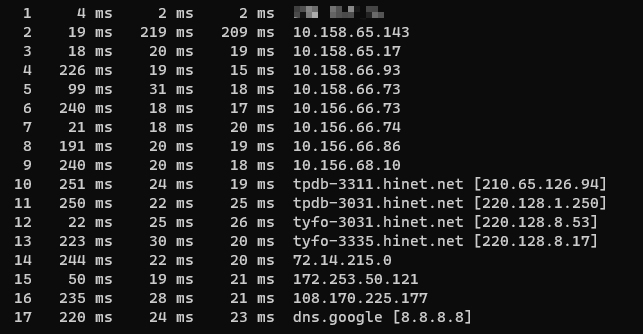 1 4 ms 2 ms 2 ms
2 19 ms 219 ms 209 ms 10.158.65.143
3 18 ms 20 ms 19 ms 10.158.65.17
4 226 ms 19 ms 15 ms 10.158.66.93
5 99 ms 31 ms 18 ms 10.158.66.73
6 240 ms 18 ms 17 ms 10.156.66.73
7 21 ms 18 ms 20 ms 10.156.66.74
8 191 ms 20 ms 19 ms 10.156.66.86
9 240 ms 20 ms 18 ms 10.156.68.10
10 251 ms 24 ms 19 ms tpdb-3311.hinet.net [210.65.126.94]
11 250 ms 22 ms 25 ms tpdb-3031.hinet.net [220.128.1.250]
12 22 ms 25 ms 26 ms tyfo-3031.hinet.net [220.128.8.53]
13 223 ms 30 ms 20 ms tyfo-3335.hinet.net [220.128.8.17]
14 244 ms 22 ms 20 ms 72.14.215.0
15 50 ms 19 ms 21 ms 172.253.50.121
16 235 ms 28 ms 21 ms 108.170.225.177
17 220 ms 24 ms 23 ms dns.google [8.8.8.8]